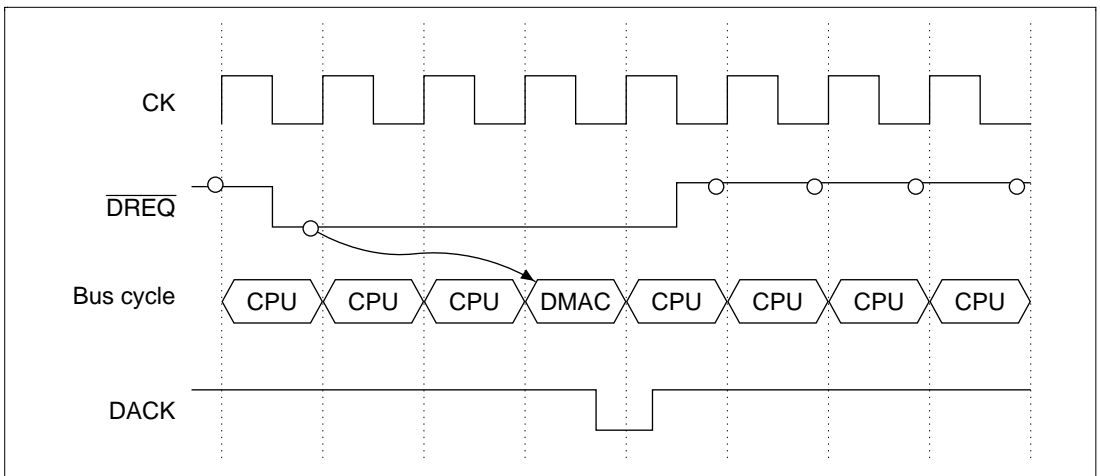 CK
DREQ
Bus cycle CPU CPU CPU DMAC CPU CPU CPU CPU
DACK